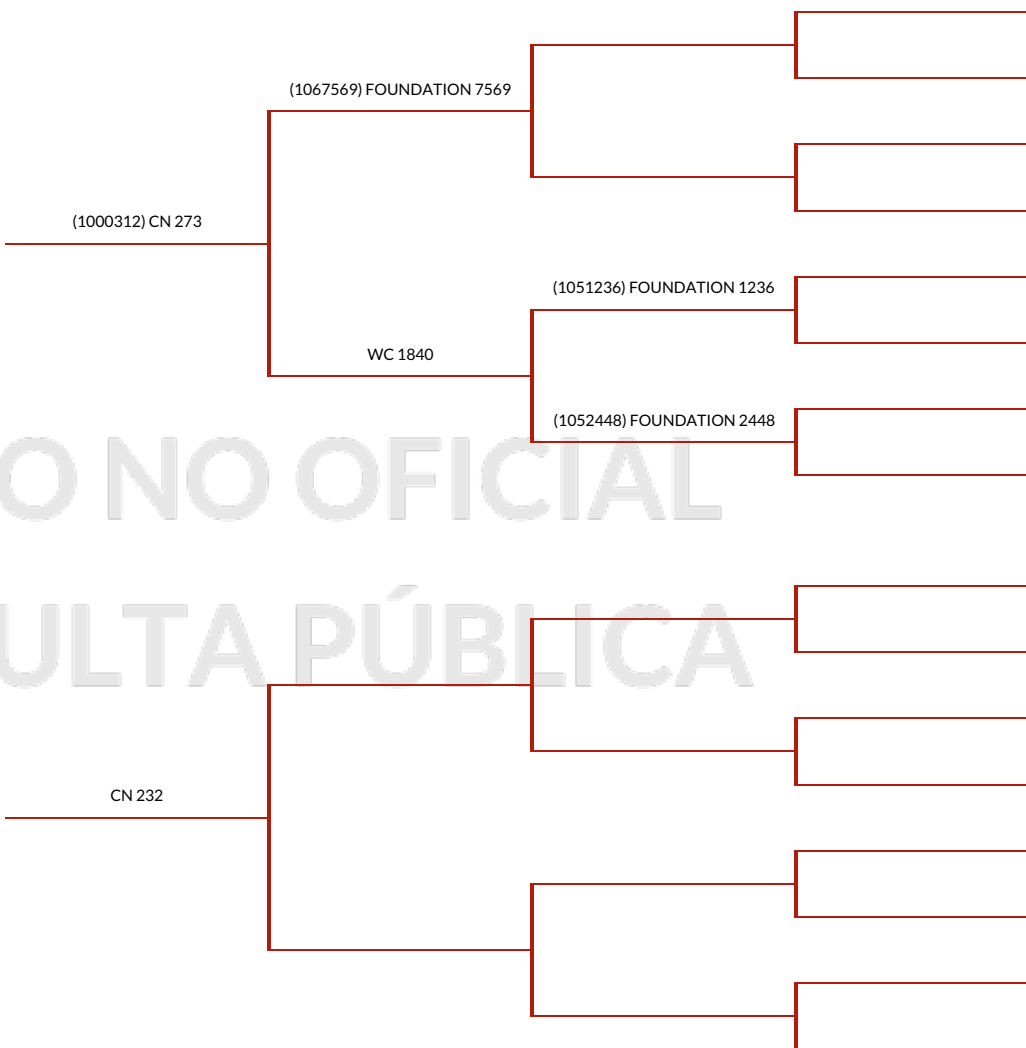 (1067569) FOUNDATION 7569
(1000312) CN 273
(1051236) FOUNDATION 1236
WC 1840
(1052448) FOUNDATION 2448
O NO OFICIAL
ULTA PÚBLICA
CN 232